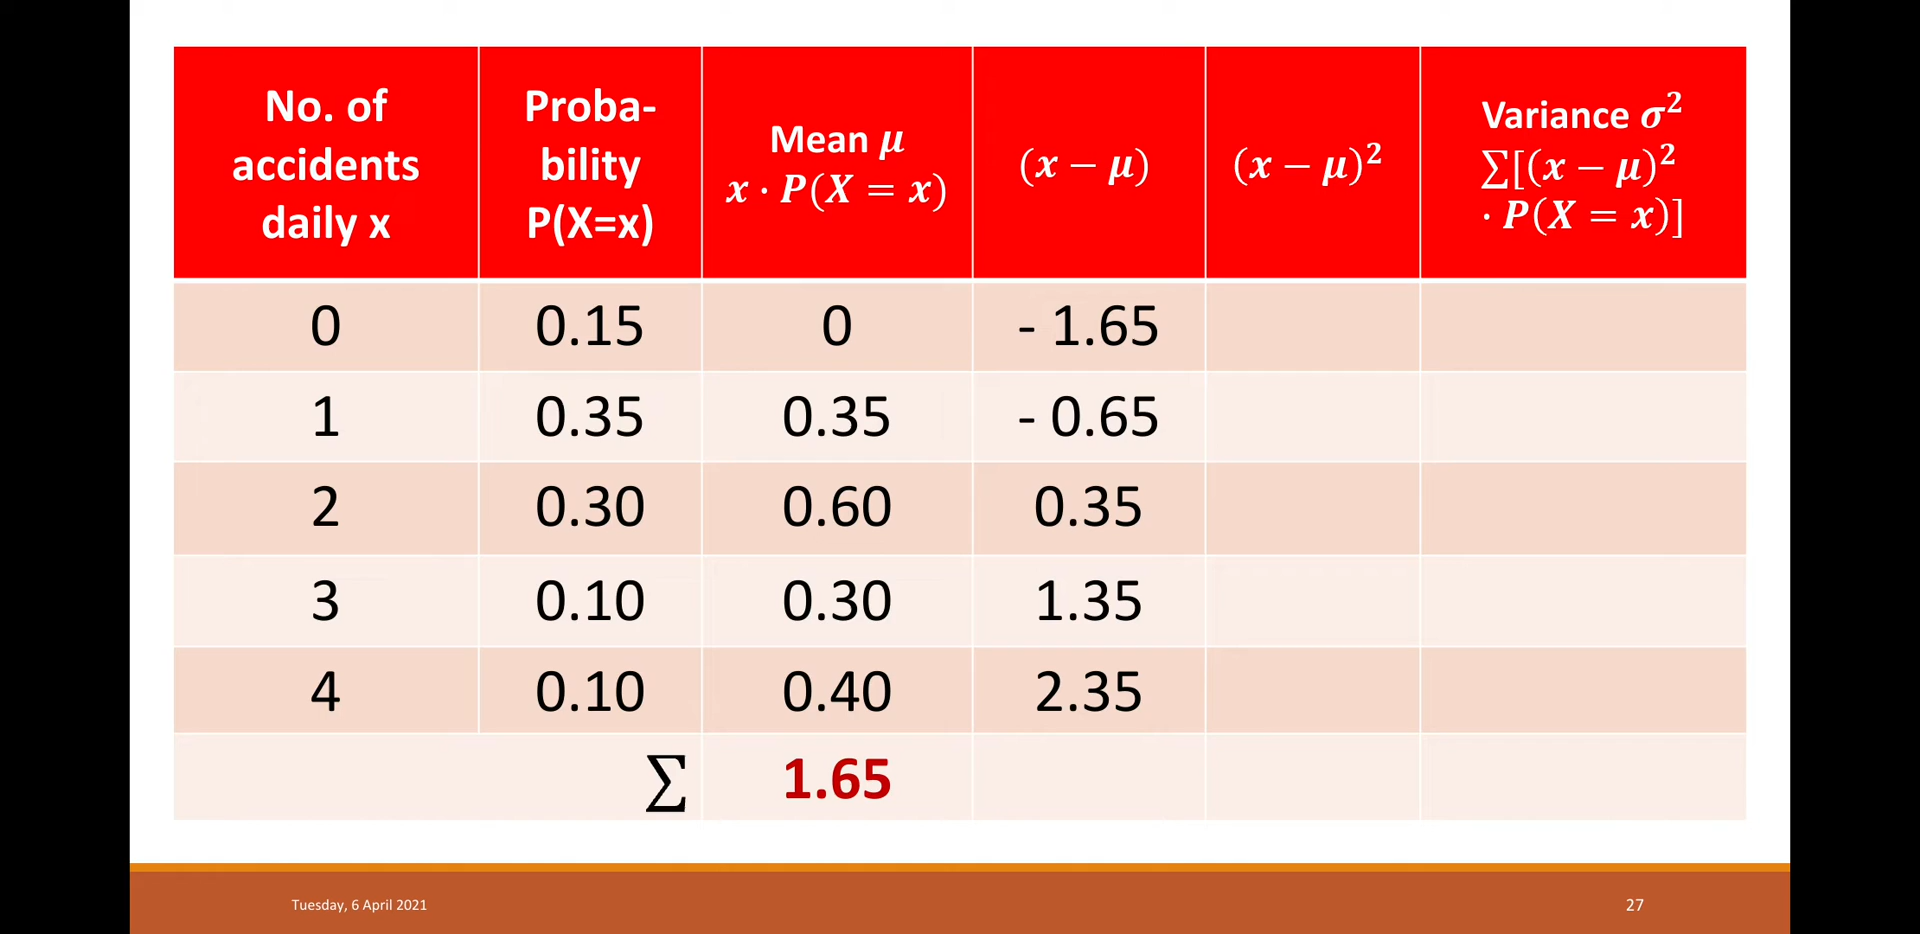 No. of
accidents
daily x
Proba-
bility
P(X=x)
Mean μ
x · P(X = x)
(x − μ)
(x − μ)²
Variance σ²
∑[(x − μ)²
· P(X = x)]
0 0.15 0 - 1.65
1 0.35 0.35 - 0.65
2 0.30 0.60 0.35
3 0.10 0.30 1.35
4 0.10 0.40 2.35
∑ 1.65
Tuesday, 6 April 2021 27